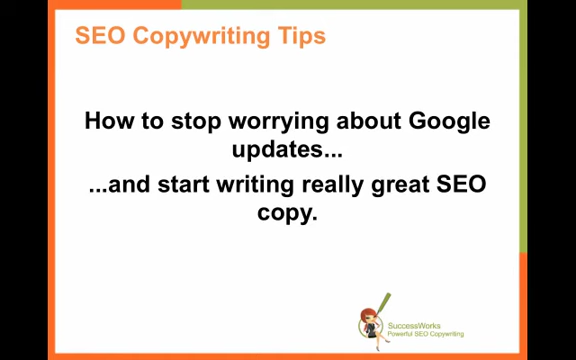 SEO Copywriting Tips
How to stop worrying about Google
updates...
...and start writing really great SEO
copy.
SuccessWorks
Powerful SEO Copywriting